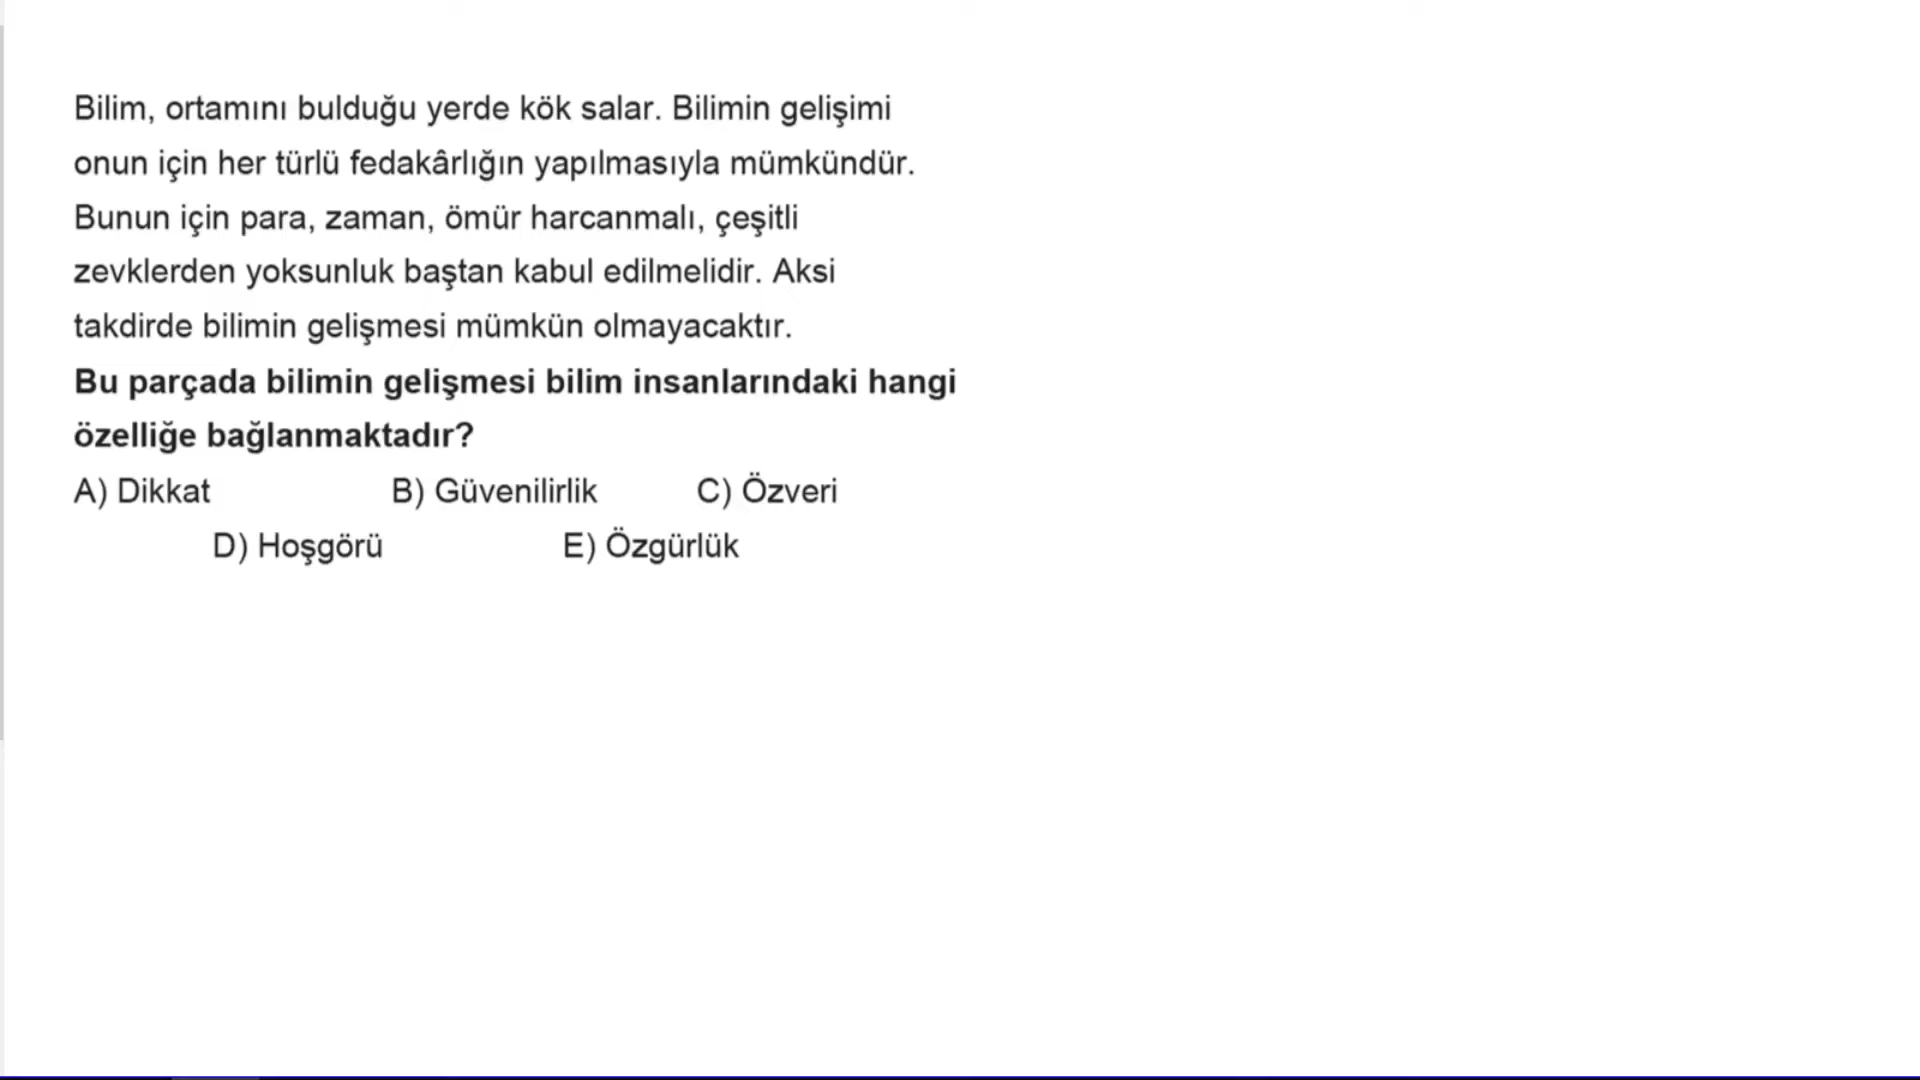 Bilim, ortamını bulduğu yerde kök salar. Bilimin gelişimi
onun için her türlü fedakârlığın yapılmasıyla mümkündür.
Bunun için para, zaman, ömür harcanmalı, çeşitli
zevklerden yoksunluk baştan kabul edilmelidir. Aksi
takdirde bilimin gelişmesi mümkün olmayacaktır.
Bu parçada bilimin gelişmesi bilim insanlarındaki hangi
özelliğe bağlanmaktadır?
A) Dikkat B) Güvenilirlik C) Özveri
D) Hoşgörü E) Özgürlük